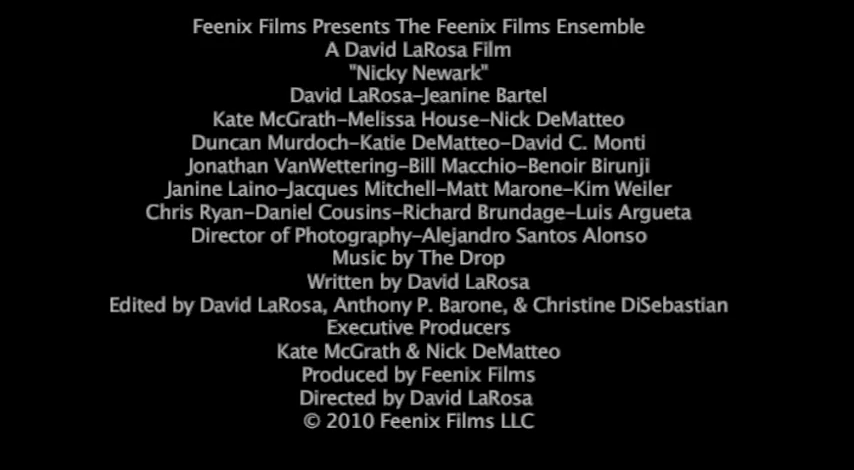 Feenix Films Presents The Feenix Films Ensemble
A David LaRosa Film
"Nicky Newark"
David LaRosa-Jeanine Bartel
Kate McGrath-Melissa House-Nick DeMatteo
Duncan Murdoch-Katie DeMatteo-David C. Monti
Jonathan VanWettering-Bill Macchio-Benoir Birunji
Janine Laino-Jacques Mitchell-Matt Marone-Kim Weiler
Chris Ryan-Daniel Cousins-Richard Brundage-Luis Argueta
Director of Photography-Alejandro Santos Alonso
Music by The Drop
Written by David LaRosa
Edited by David LaRosa, Anthony P. Barone, & Christine DiSebastian
Executive Producers
Kate McGrath & Nick DeMatteo
Produced by Feenix Films
Directed by David LaRosa
© 2010 Feenix Films LLC